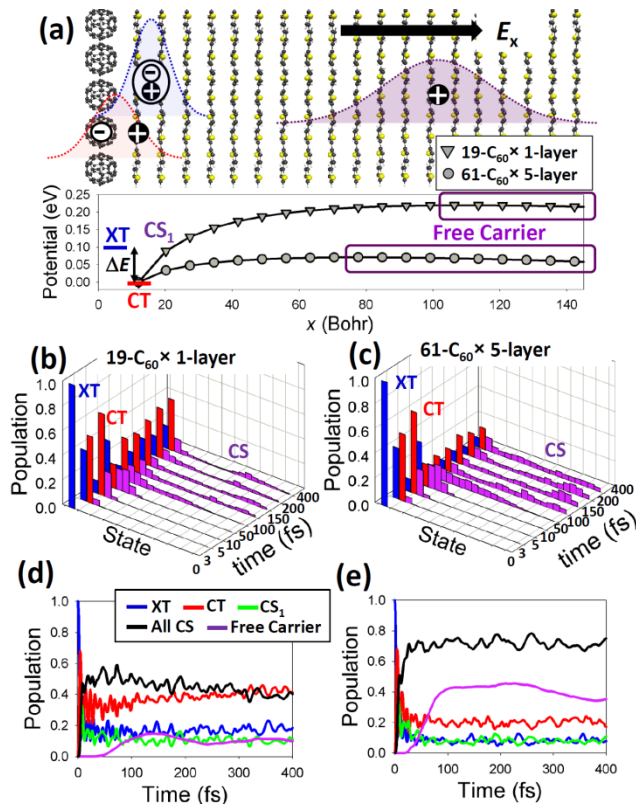 (a)
Eₓ
− + − + +
19-C₆₀× 1-layer
61-C₆₀× 5-layer
Potential (eV)
0.25
0.20
0.15
0.10
0.05
0.00
XT
CS₁
ΔE
CT
Free Carrier
0 20 40 60 80 100 120 140
x (Bohr)
(b) 19-C₆₀× 1-layer
Population
1.0
0.8
0.6
0.4
0.2
0.0
XT
CT
CS
State
3 5 10 50 100 150 200 400
time (fs)
(c) 61-C₆₀× 5-layer
Population
1.0
0.8
0.6
0.4
0.2
0.0
XT
CT
CS
State
0 3 5 10 50 100 150 200 400
time (fs)
(d)
XT CT CS₁
All CS Free Carrier
Population
1.0
0.8
0.6
0.4
0.2
0.0
0 100 200 300 400
Time (fs)
(e)
Population
1.0
0.8
0.6
0.4
0.2
0.0
0 100 200 300 400
Time (fs)